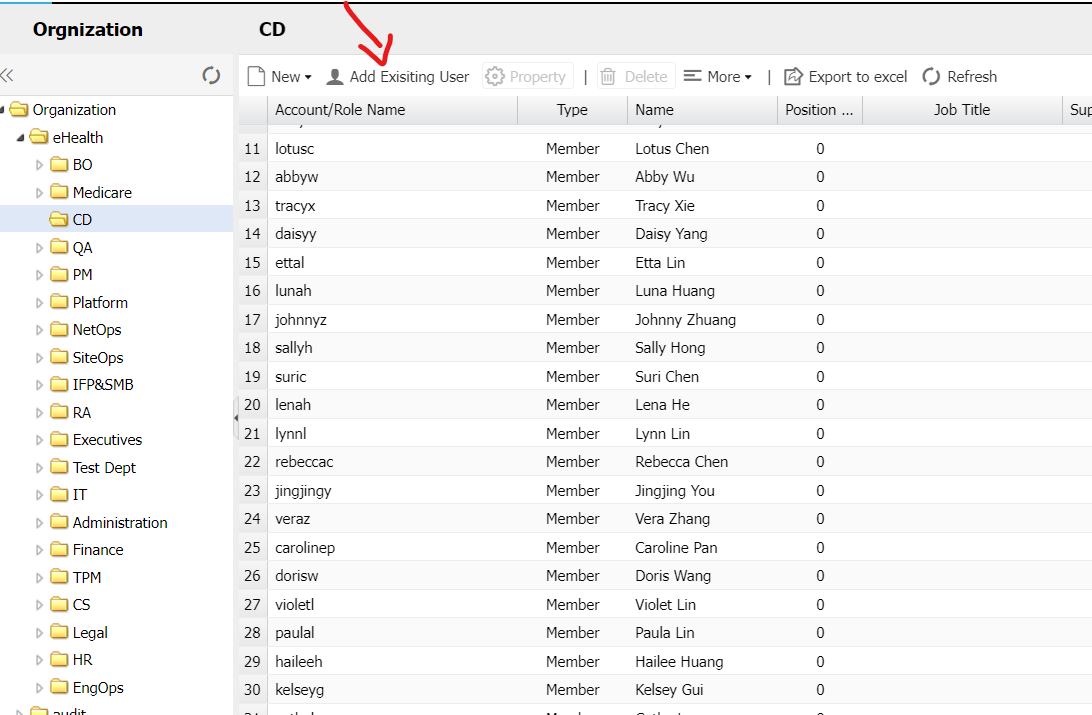 Orgnization
CD
New Add Exisiting User Property | Delete More | Export to excel Refresh
Organization
eHealth
BO
Medicare
CD
QA
PM
Platform
NetOps
SiteOps
IFP&SMB
RA
Executives
Test Dept
IT
Administration
Finance
TPM
CS
Legal
HR
EngOps
audit
Account/Role Name Type Name Position ... Job Title Sup
11 lotusc Member Lotus Chen 0
12 abbyw Member Abby Wu 0
13 tracyx Member Tracy Xie 0
14 daisyy Member Daisy Yang 0
15 ettal Member Etta Lin 0
16 lunah Member Luna Huang 0
17 johnnyz Member Johnny Zhuang 0
18 sallyh Member Sally Hong 0
19 suric Member Suri Chen 0
20 lenah Member Lena He 0
21 lynnl Member Lynn Lin 0
22 rebeccac Member Rebecca Chen 0
23 jingjingy Member Jingjing You 0
24 veraz Member Vera Zhang 0
25 carolinep Member Caroline Pan 0
26 dorisw Member Doris Wang 0
27 violetl Member Violet Lin 0
28 paulal Member Paula Lin 0
29 haileeh Member Hailee Huang 0
30 kelseyg Member Kelsey Gui 0